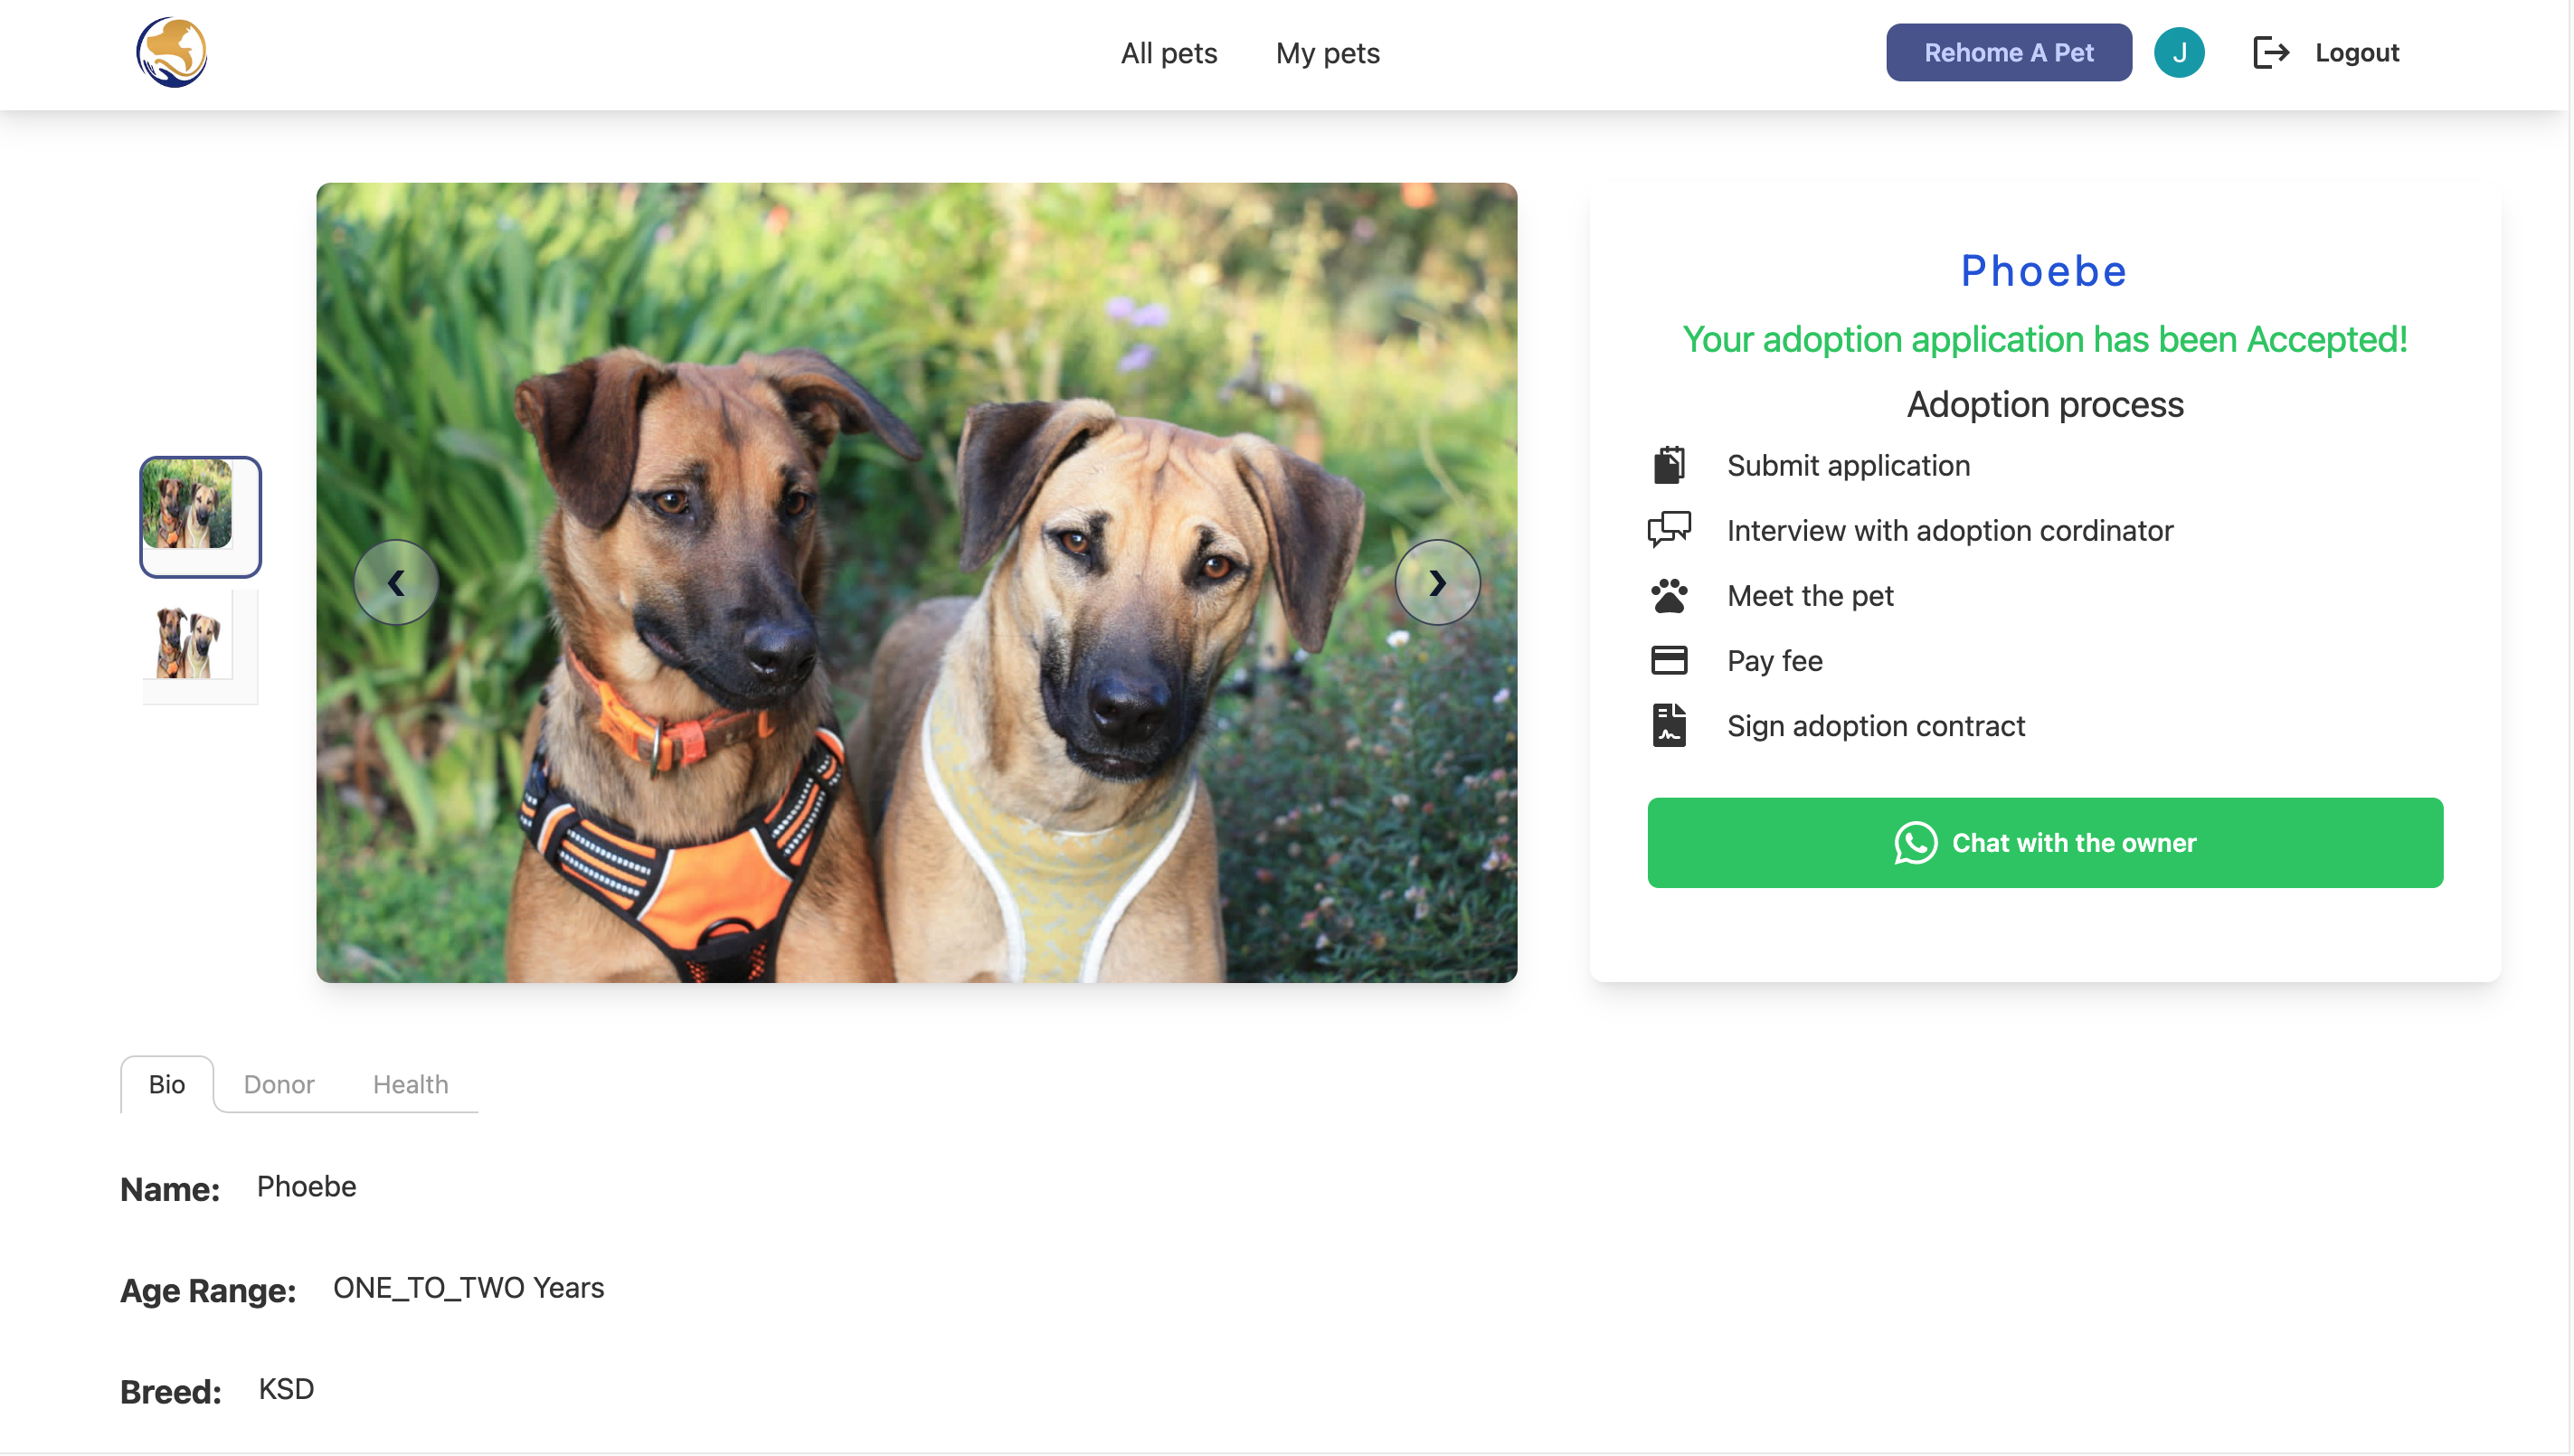 All pets
My pets
Rehome A Pet
J
Logout
Phoebe
Your adoption application has been Accepted!
Adoption process
Submit application
Interview with adoption cordinator
Meet the pet
Pay fee
Sign adoption contract
Chat with the owner
Bio
Donor
Health
Name: Phoebe
Age Range: ONE_TO_TWO Years
Breed: KSD